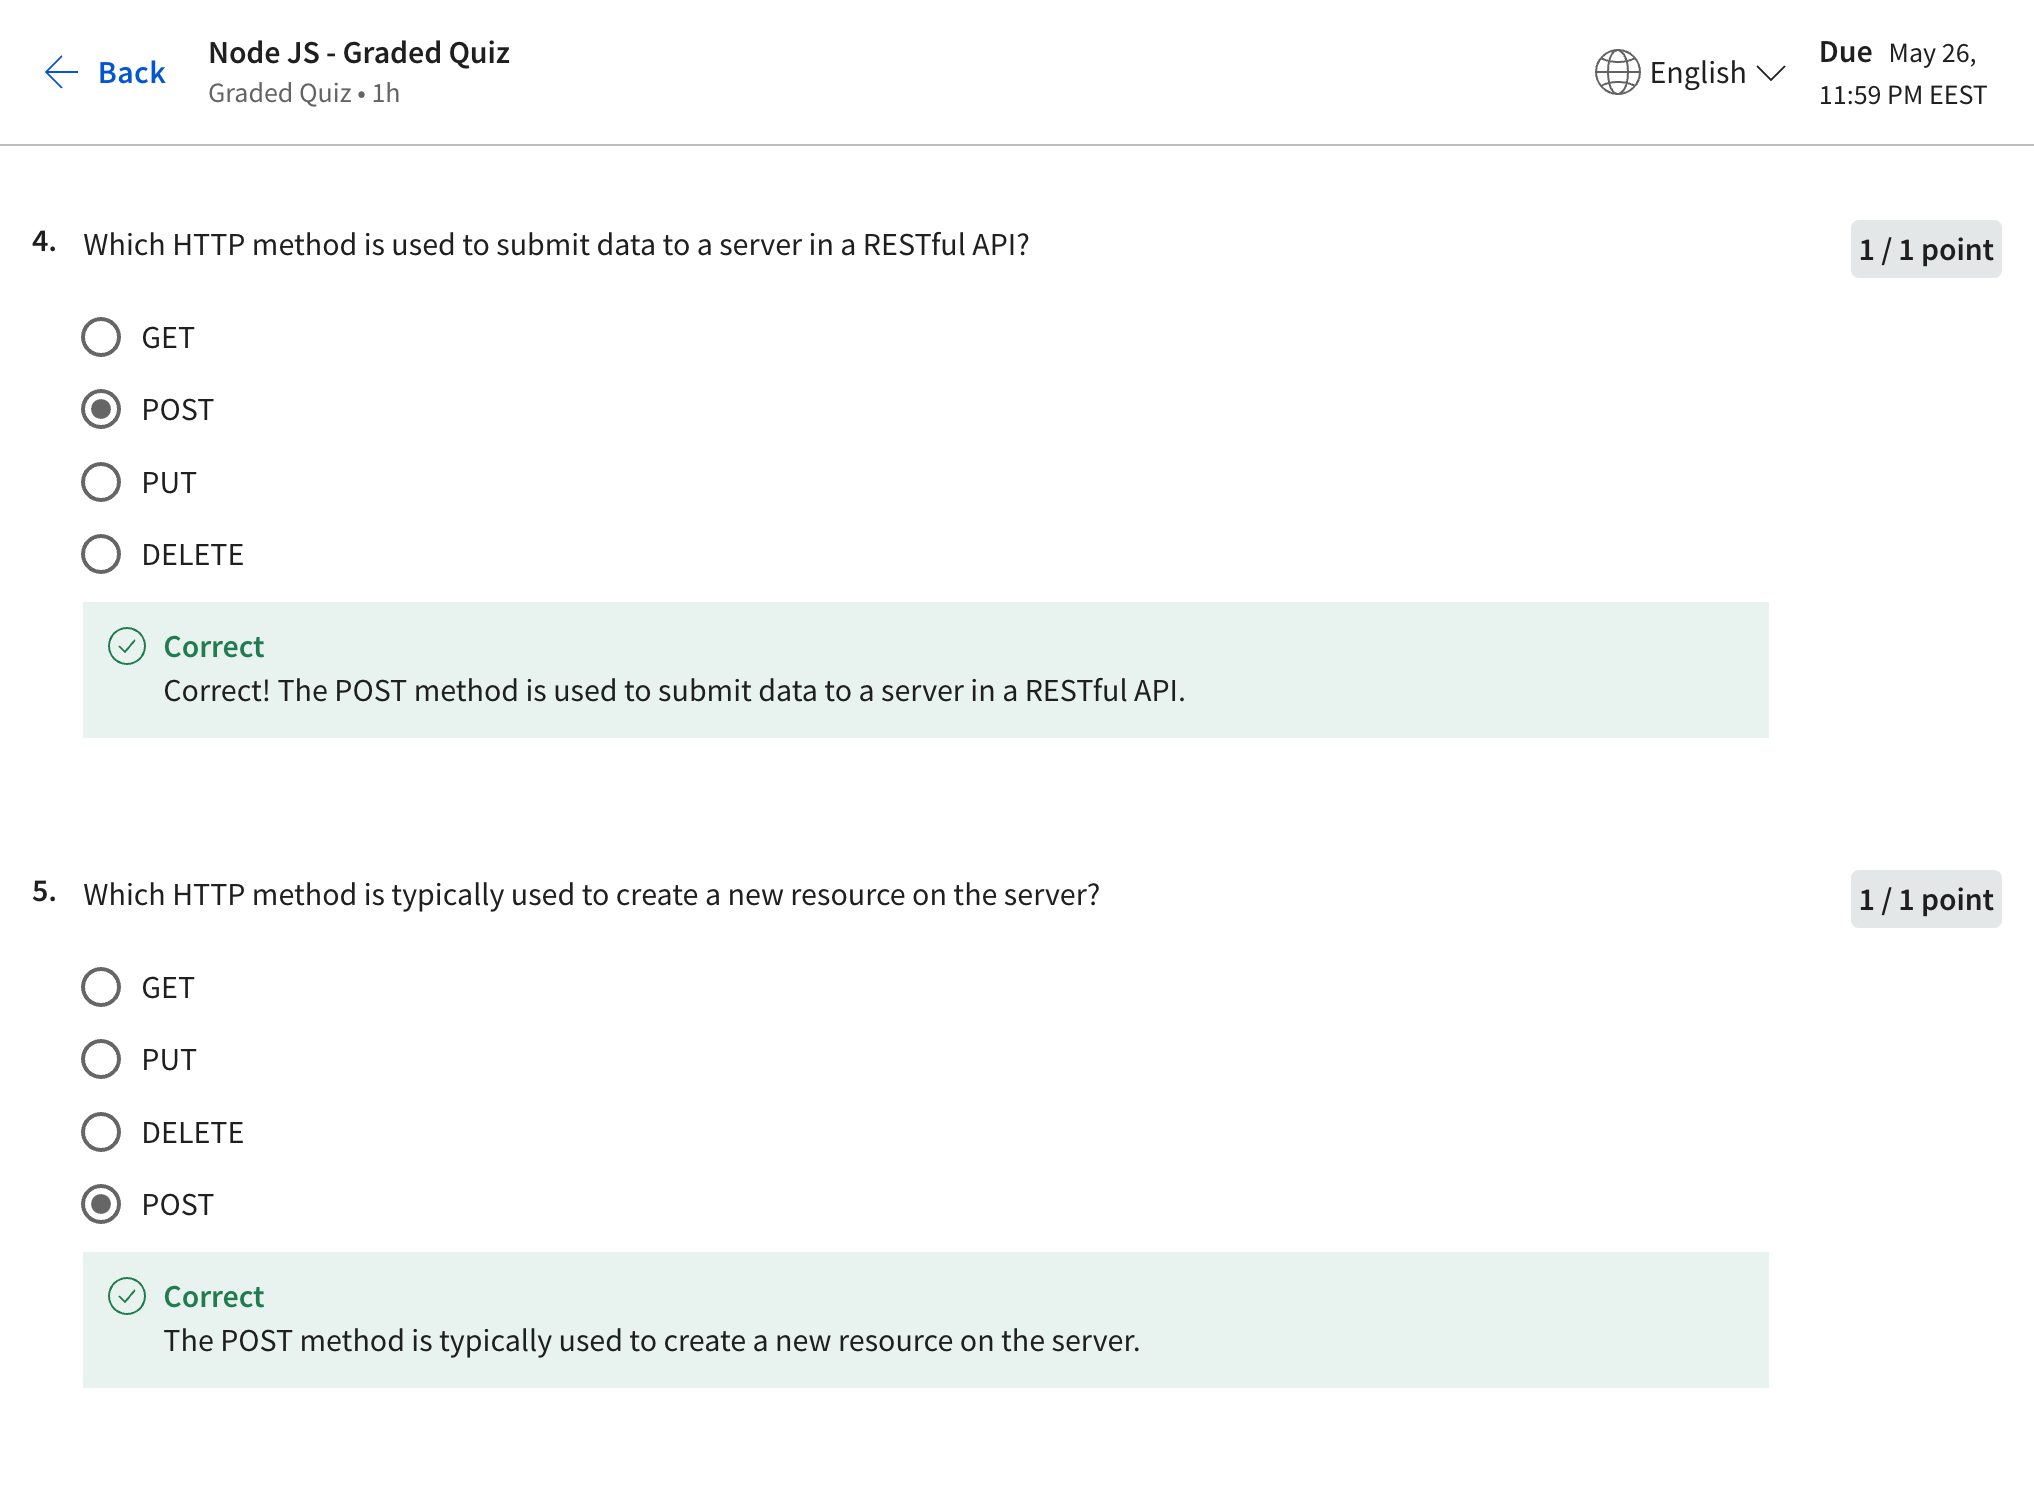 Back
Node JS - Graded Quiz
Graded Quiz • 1h
English
Due May 26,
11:59 PM EEST
4. Which HTTP method is used to submit data to a server in a RESTful API?
1 / 1 point
GET
POST
PUT
DELETE
Correct
Correct! The POST method is used to submit data to a server in a RESTful API.
5. Which HTTP method is typically used to create a new resource on the server?
1 / 1 point
GET
PUT
DELETE
POST
Correct
The POST method is typically used to create a new resource on the server.